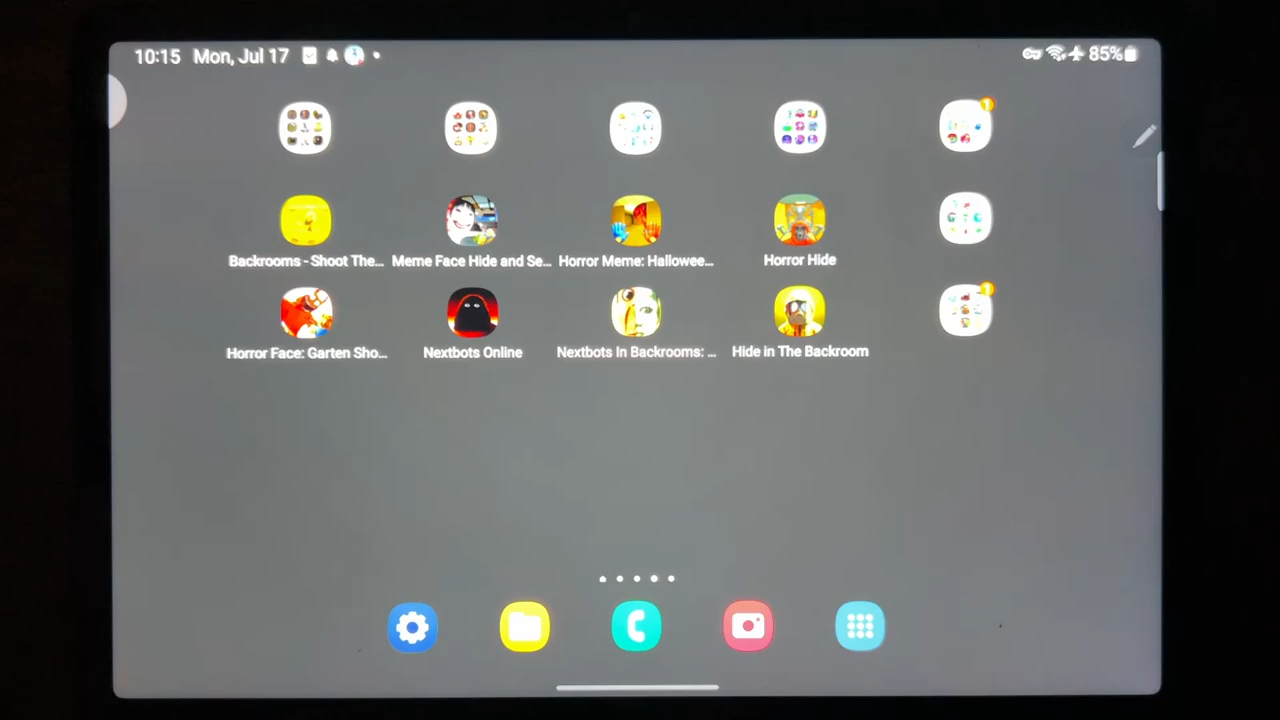 10:15 Mon, Jul 17
85%
Backrooms - Shoot The...
Meme Face Hide and Se...
Horror Meme: Hallowee...
Horror Hide
Horror Face: Garten Sho...
Nextbots Online
Nextbots In Backrooms: ...
Hide in The Backroom